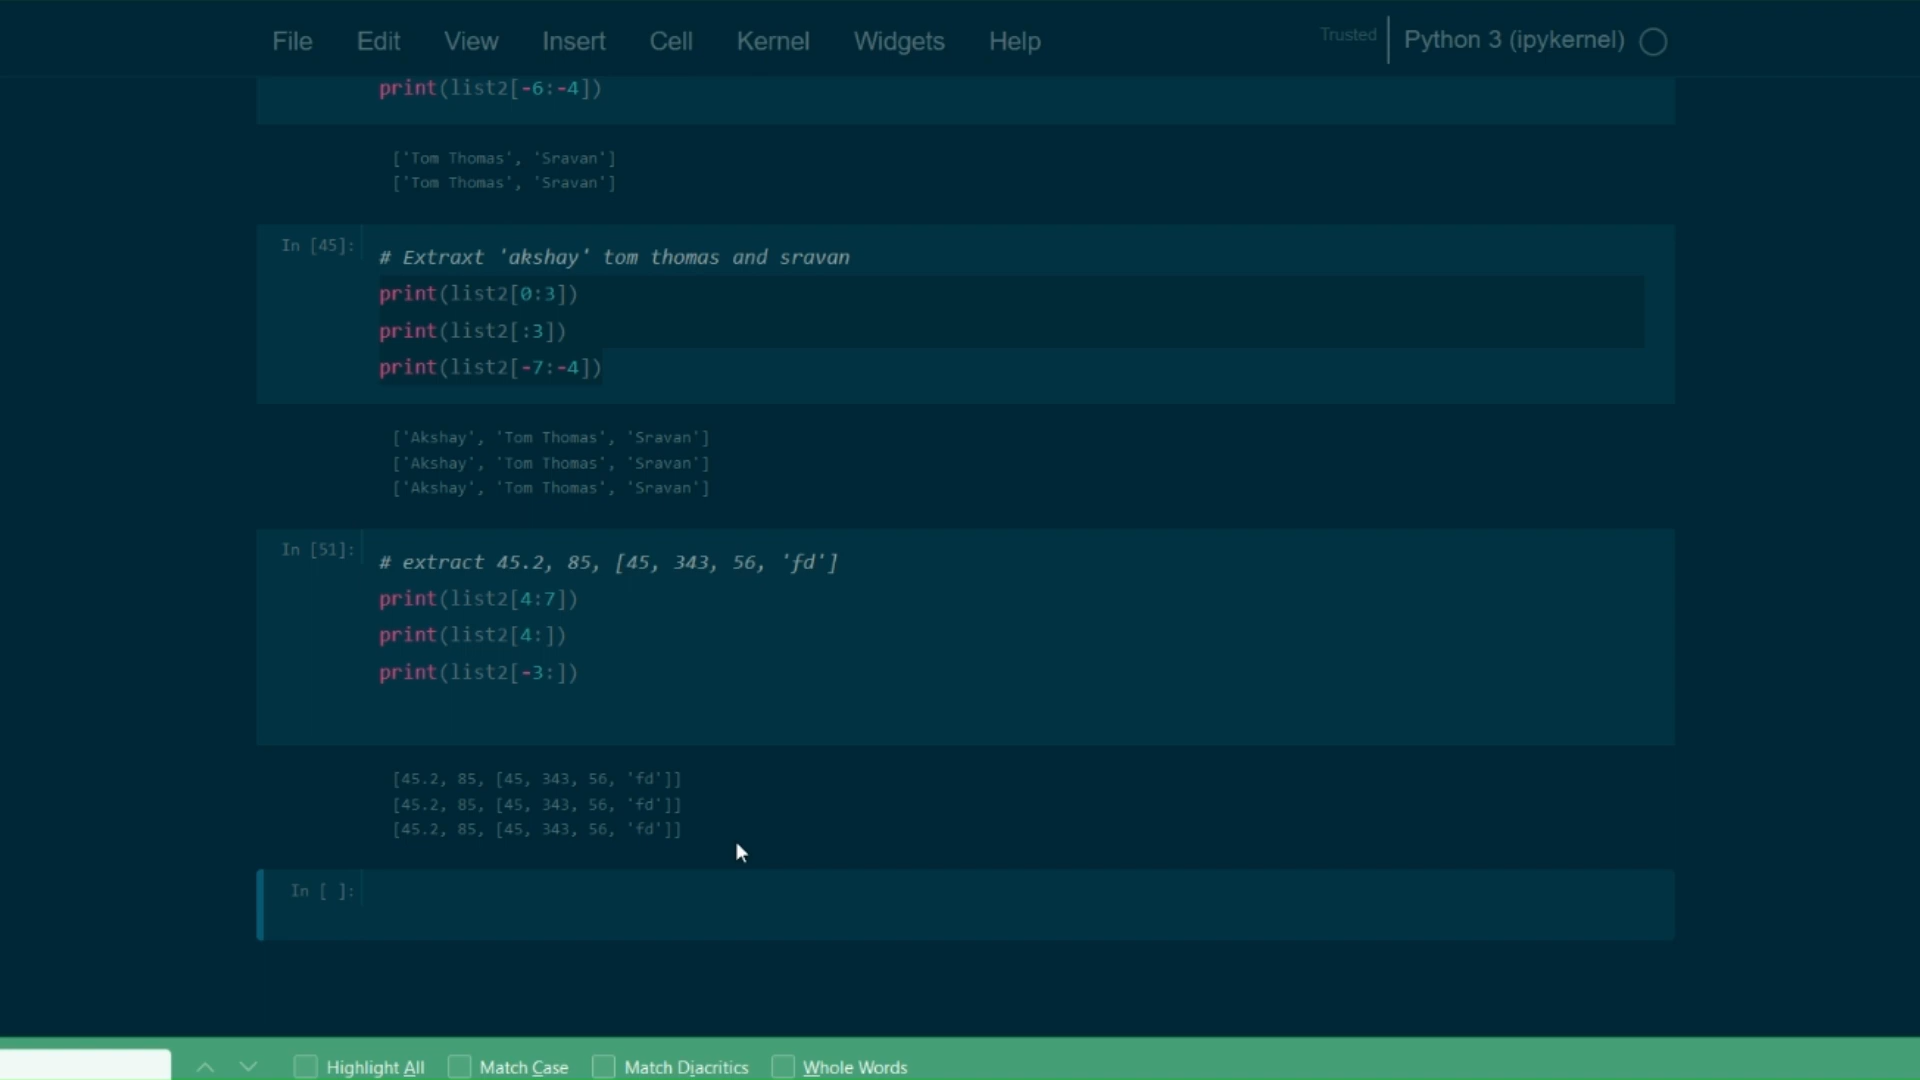 File Edit View Insert Cell Kernel Widgets Help Trusted Python 3 (ipykernel)
print(list2[-6:-4])
['Tom Thomas', 'Sravan']
['Tom Thomas', 'Sravan']
In [45]: # Extraxt 'akshay' tom thomas and sravan
print(list2[0:3])
print(list2[:3])
print(list2[-7:-4])
['Akshay', 'Tom Thomas', 'Sravan']
['Akshay', 'Tom Thomas', 'Sravan']
['Akshay', 'Tom Thomas', 'Sravan']
In [51]: # extract 45.2, 85, [45, 343, 56, 'fd']
print(list2[4:7])
print(list2[4:])
print(list2[-3:])
[45.2, 85, [45, 343, 56, 'fd']]
[45.2, 85, [45, 343, 56, 'fd']]
[45.2, 85, [45, 343, 56, 'fd']]
In [ ]:
Highlight All Match Case Match Diacritics Whole Words